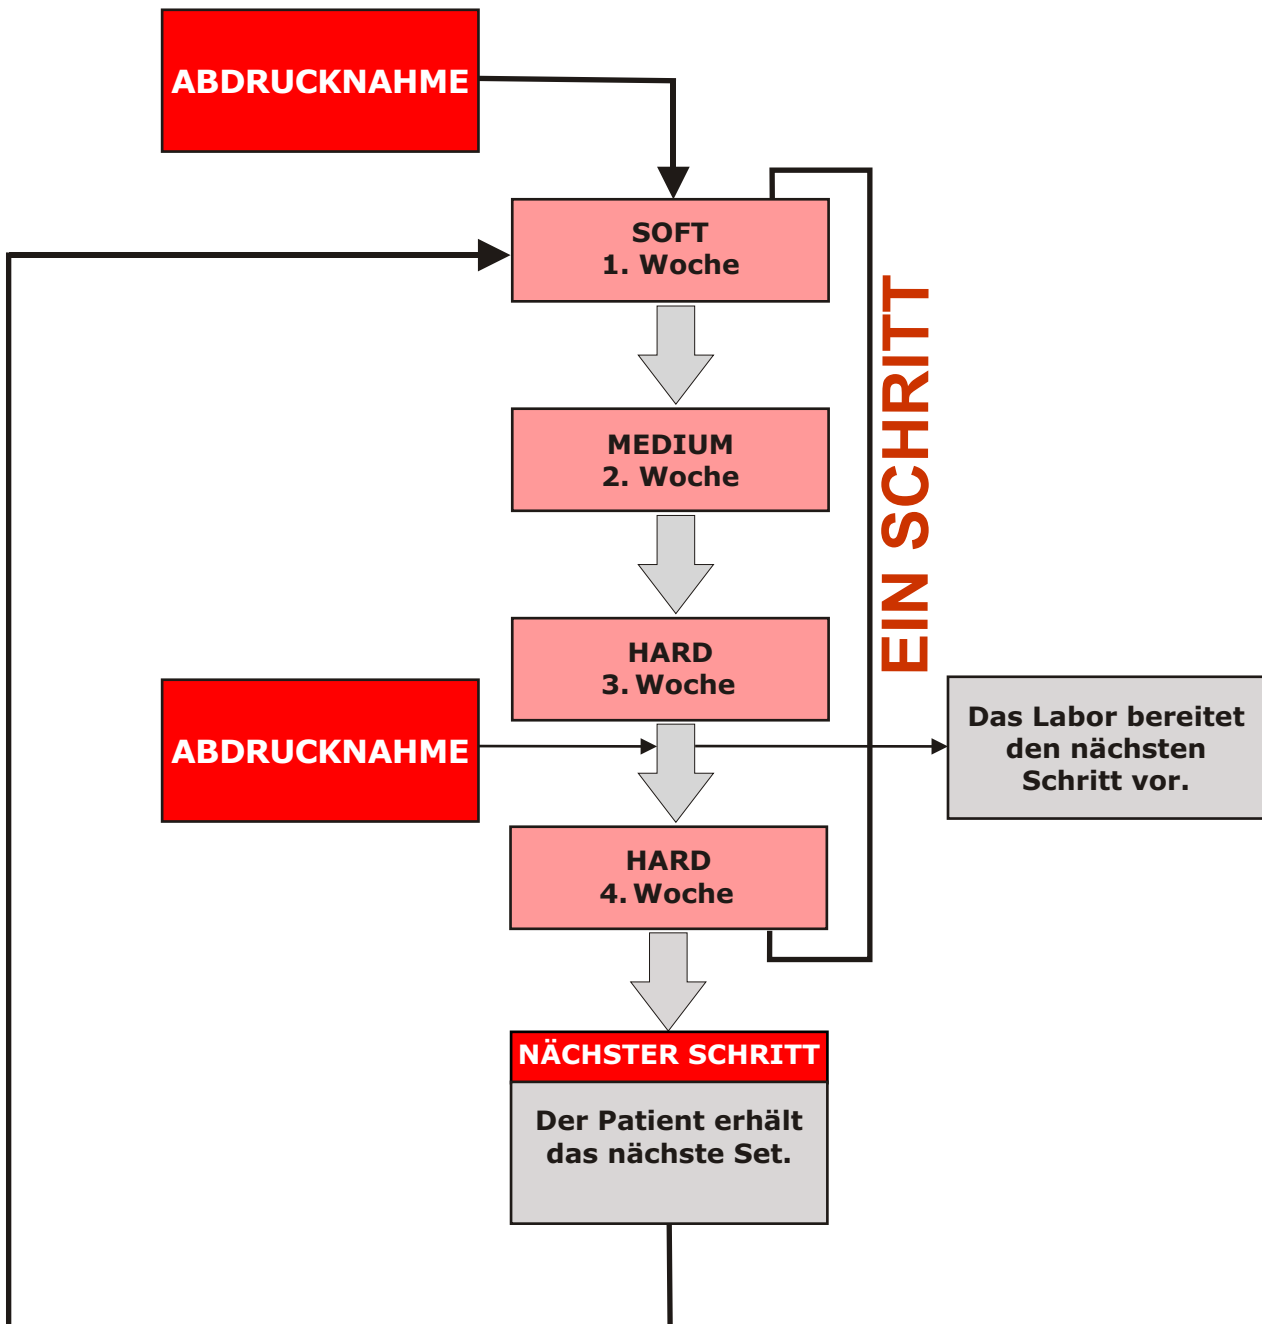 ABDRUCKNAHME
SOFT
1. Woche
MEDIUM
2. Woche
EIN SCHRITT
HARD
3. Woche
ABDRUCKNAHME
Das Labor bereitet
den nächsten
Schritt vor.
HARD
4. Woche
NÄCHSTER SCHRITT
Der Patient erhält
das nächste Set.